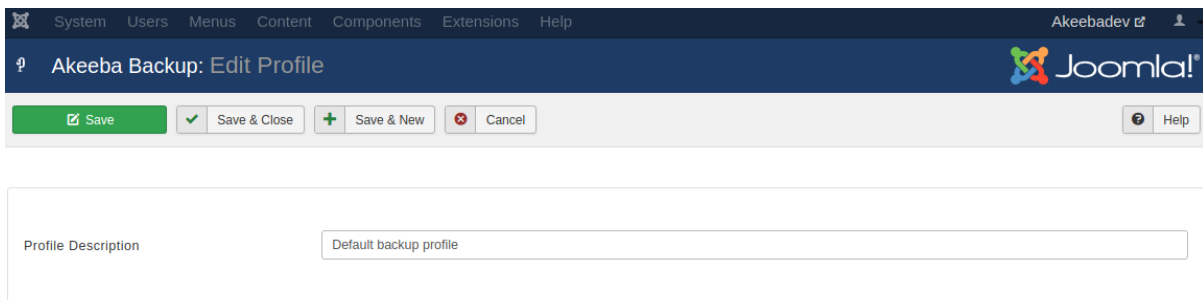 System Users Menus Content Components Extensions Help Akeebadev
Akeeba Backup: Edit Profile Joomla!®
Save Save & Close Save & New Cancel Help
Profile Description Default backup profile